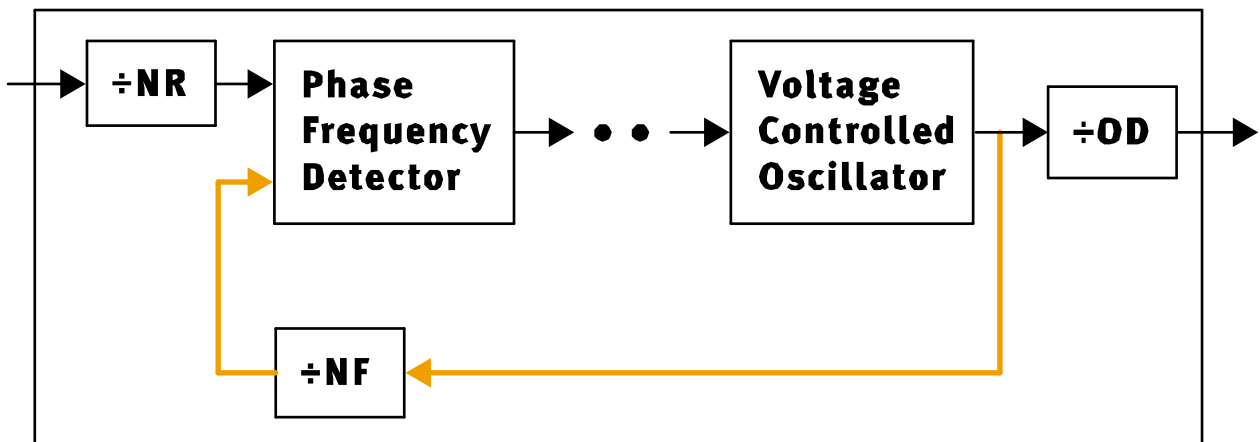 ÷NR
Phase
Frequency
Detector
Voltage
Controlled
Oscillator
÷OD
÷NF